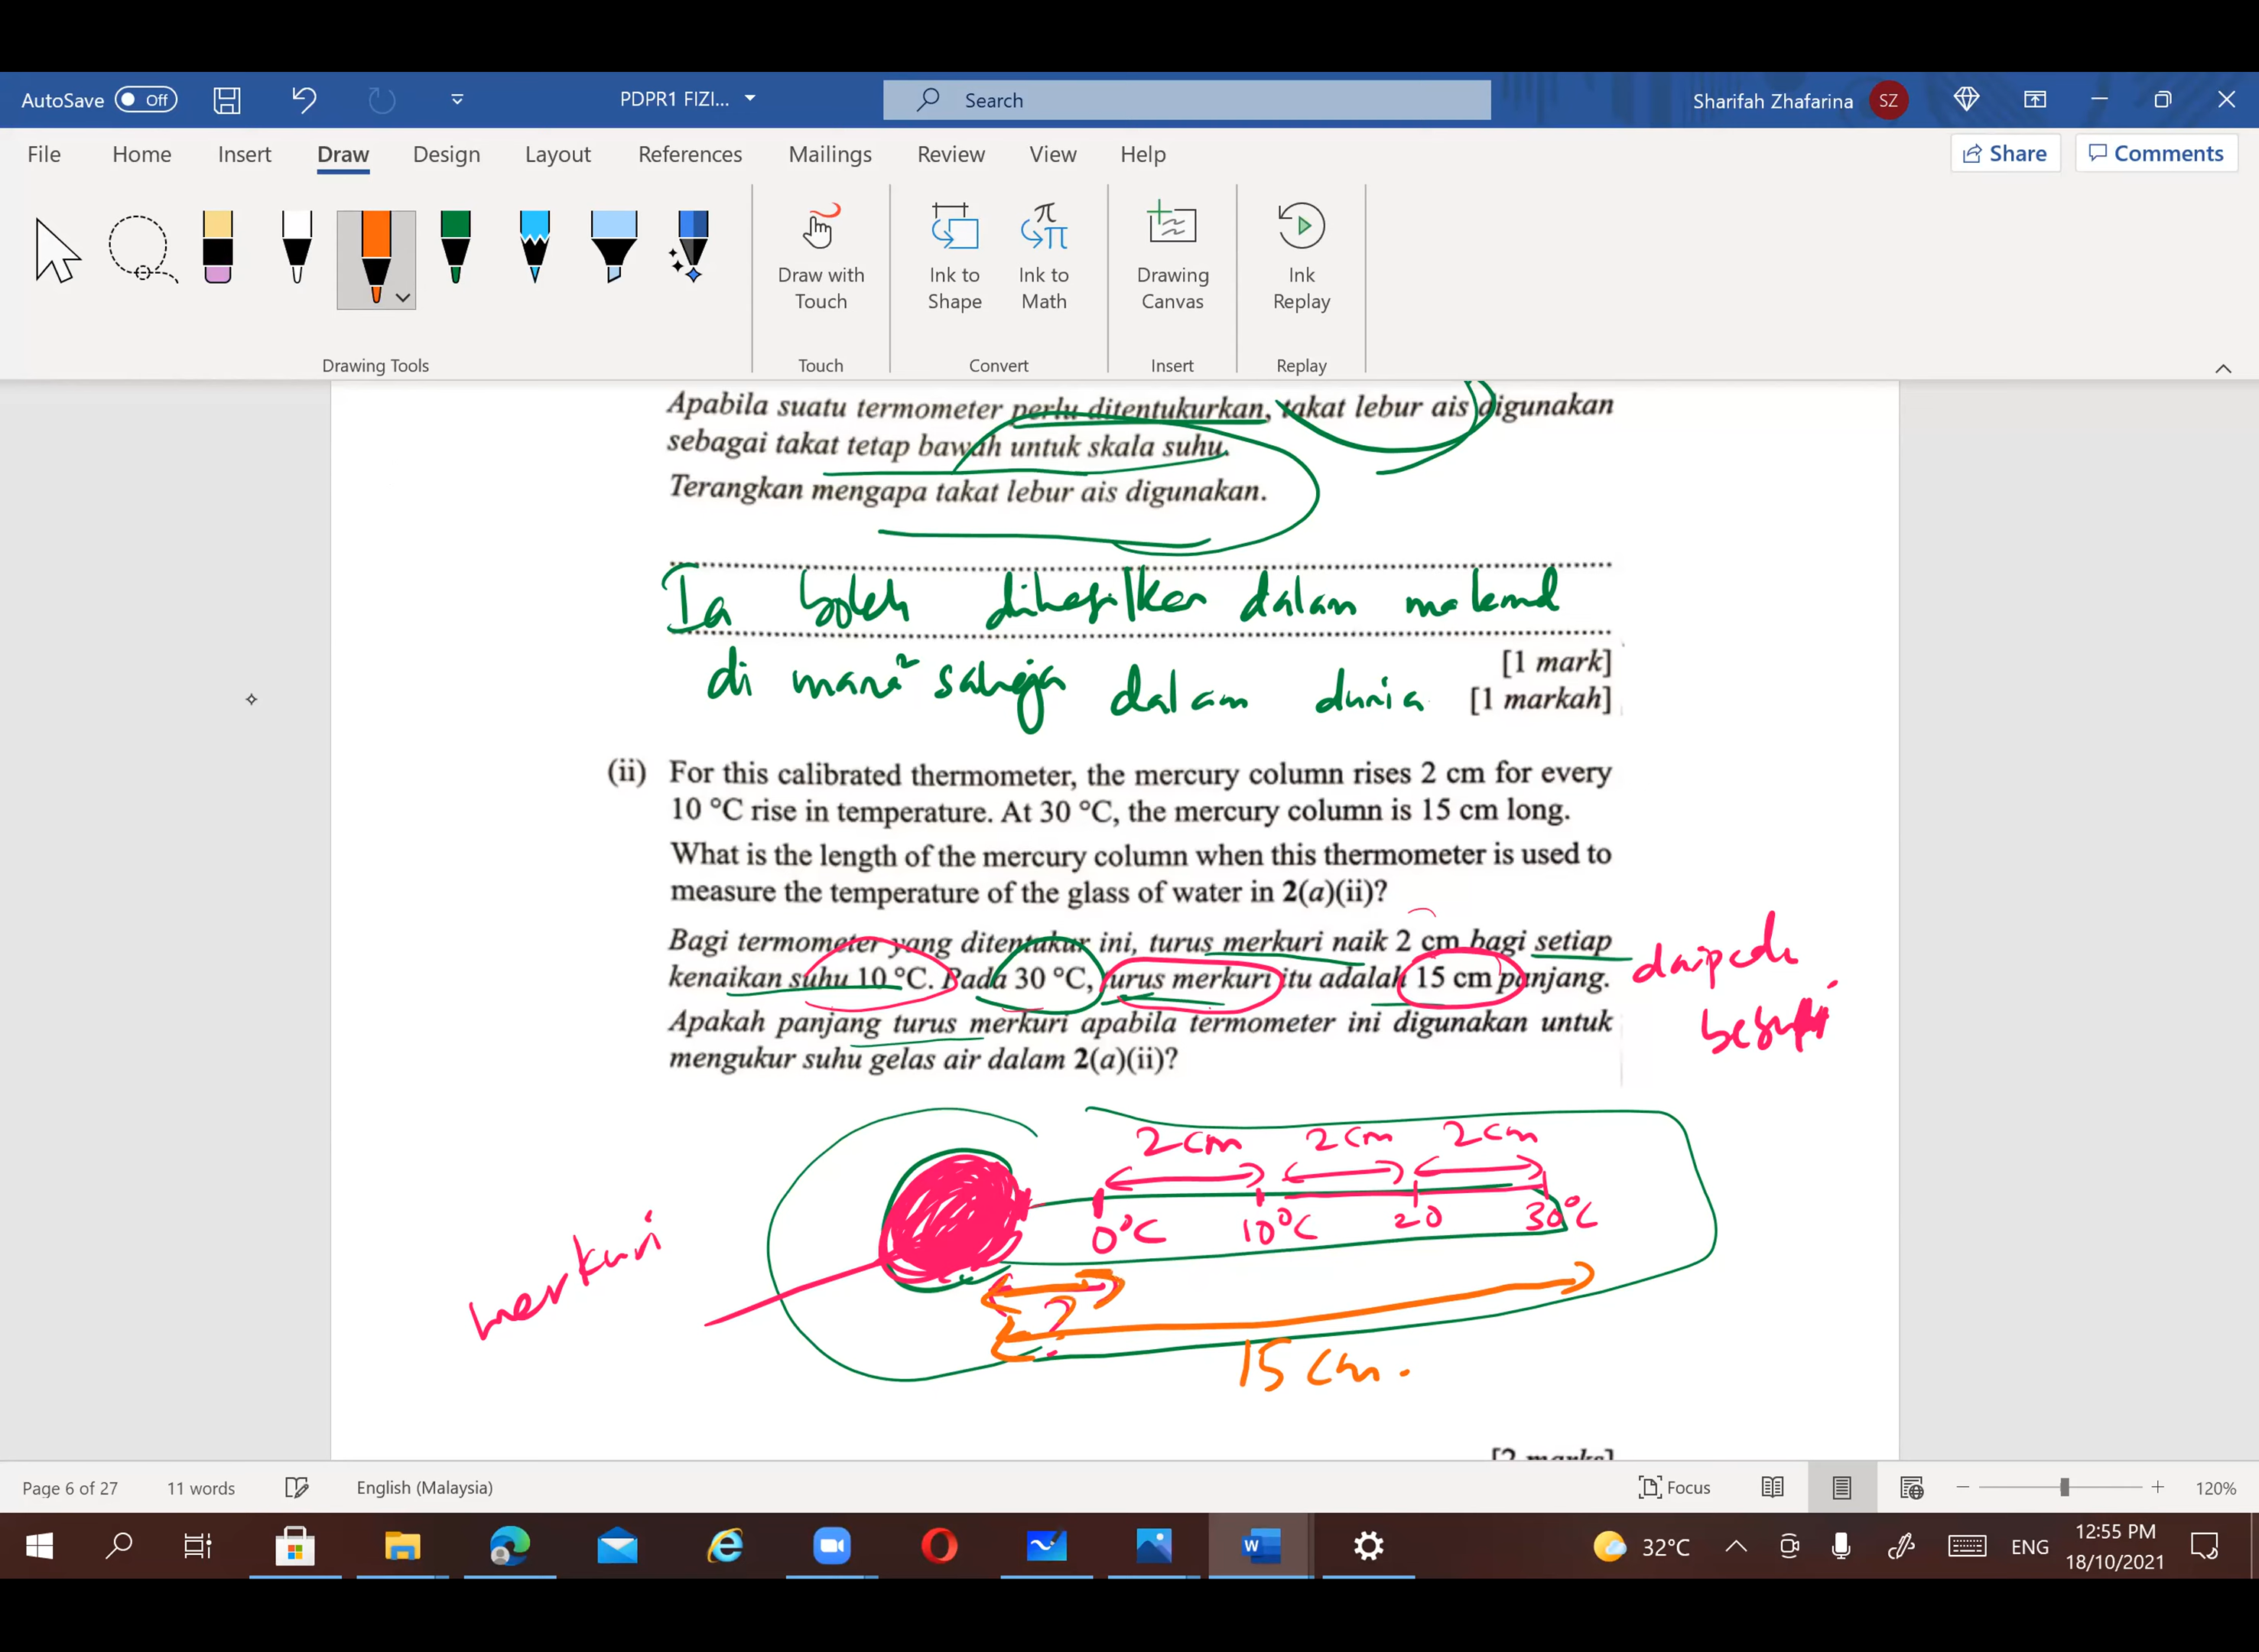 AutoSave Off PDPR1 FIZI... Search Sharifah Zhafarina SZ
File Home Insert Draw Design Layout References Mailings Review View Help Share Comments
Draw with Touch
Ink to Shape
Ink to Math
Drawing Canvas
Ink Replay
Drawing Tools Touch Convert Insert Replay
Apabila suatu termometer perlu ditentukurkan, takat lebur ais digunakan
sebagai takat tetap bawah untuk skala suhu.
Terangkan mengapa takat lebur ais digunakan.
Ia boleh dihasilkan dalam makmal
di mana² sahaja dalam dunia
[1 mark]
[1 markah]
(ii) For this calibrated thermometer, the mercury column rises 2 cm for every
10 °C rise in temperature. At 30 °C, the mercury column is 15 cm long.
What is the length of the mercury column when this thermometer is used to
measure the temperature of the glass of water in 2(a)(ii)?
Bagi termometer yang ditentukur ini, turus merkuri naik 2 cm bagi setiap
kenaikan suhu 10 °C. Pada 30 °C, turus merkuri itu adalah 15 cm panjang.
Apakah panjang turus merkuri apabila termometer ini digunakan untuk
mengukur suhu gelas air dalam 2(a)(ii)?
daripada
2 cm 2 cm 2 cm
0°C 10°C 20 30°C
merkuri
?
15 cm.
[2 marks]
Page 6 of 27 11 words English (Malaysia) Focus 120%
W 32°C ENG 12:55 PM
18/10/2021